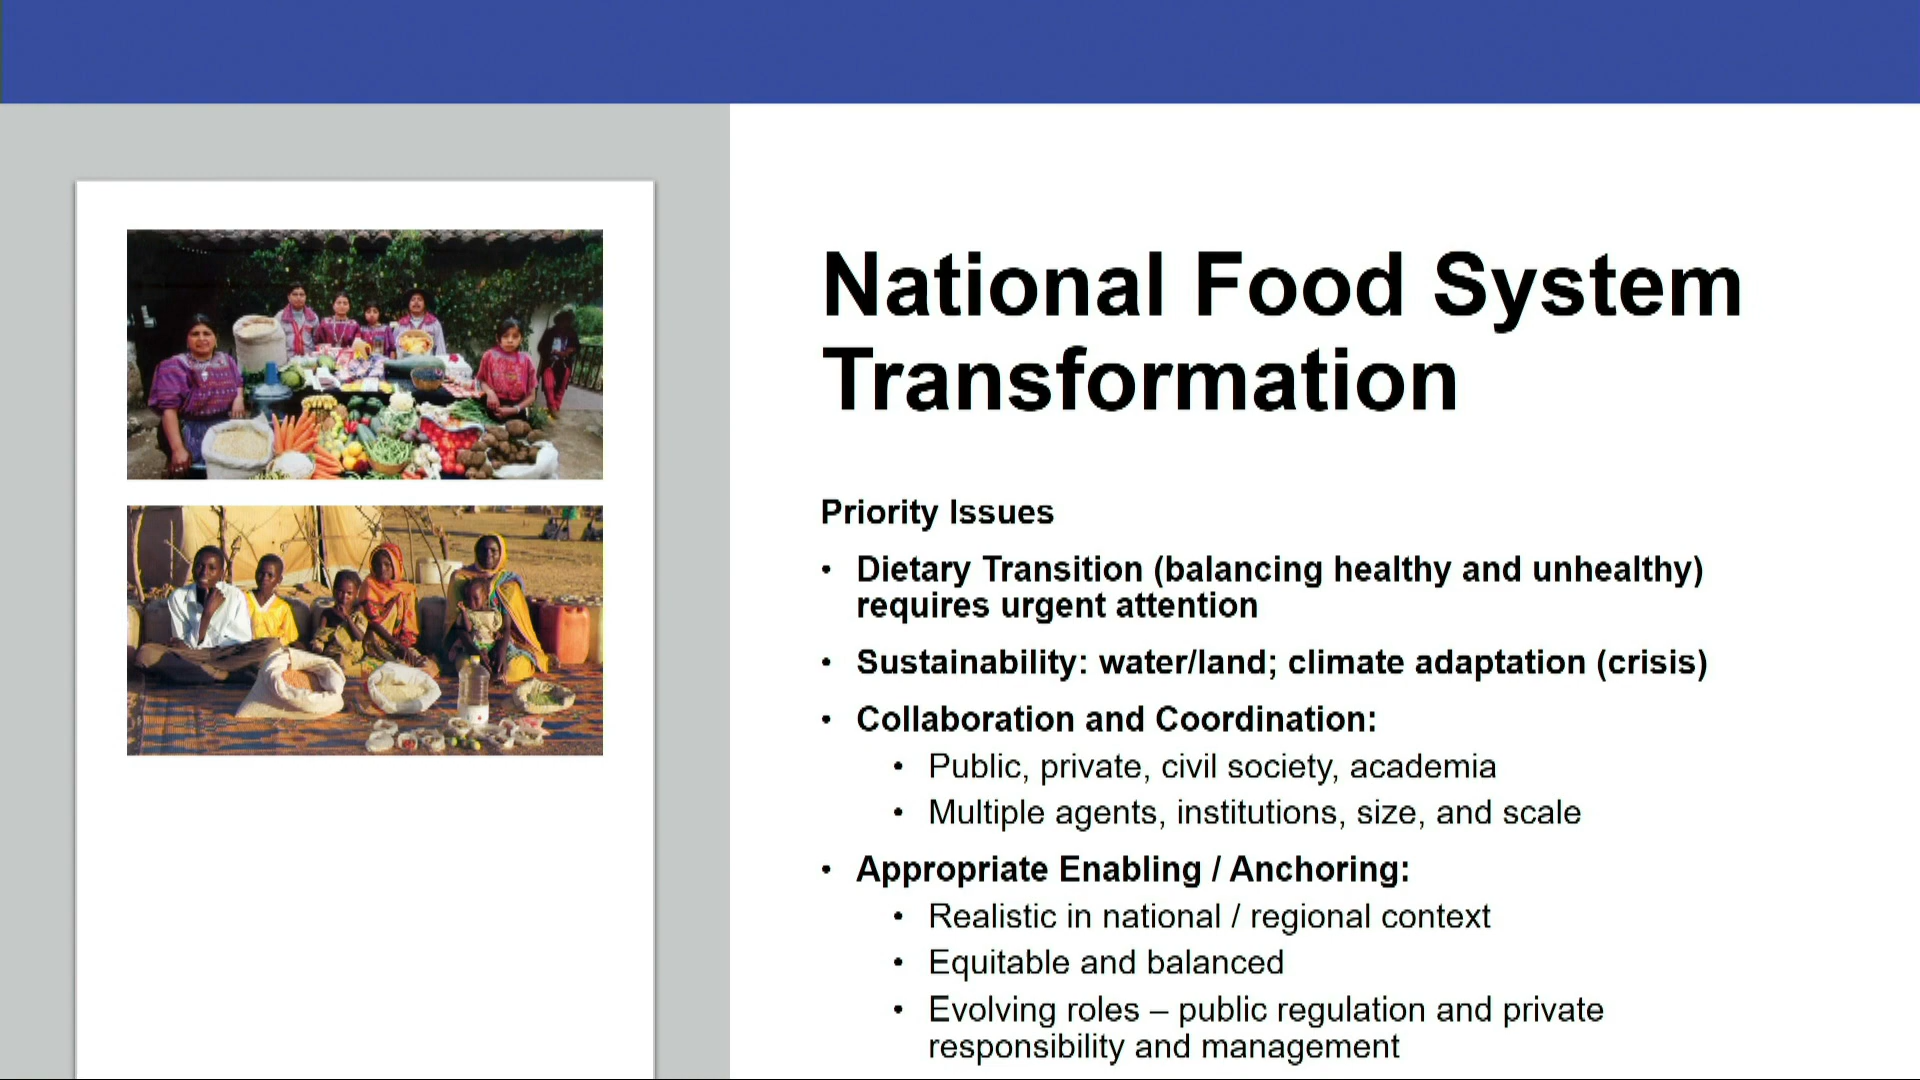 National Food System
Transformation
Priority Issues
• Dietary Transition (balancing healthy and unhealthy)
requires urgent attention
• Sustainability: water/land; climate adaptation (crisis)
• Collaboration and Coordination:
• Public, private, civil society, academia
• Multiple agents, institutions, size, and scale
• Appropriate Enabling / Anchoring:
• Realistic in national / regional context
• Equitable and balanced
• Evolving roles – public regulation and private
responsibility and management